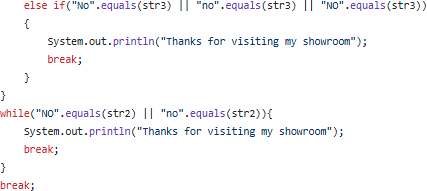 else if("No".equals(str3) || "no".equals(str3) || "NO".equals(str3))
{
System.out.println("Thanks for visiting my showroom");
break;
}
}
while("NO".equals(str2) || "no".equals(str2)){
System.out.println("Thanks for visiting my showroom");
break;
}
break;